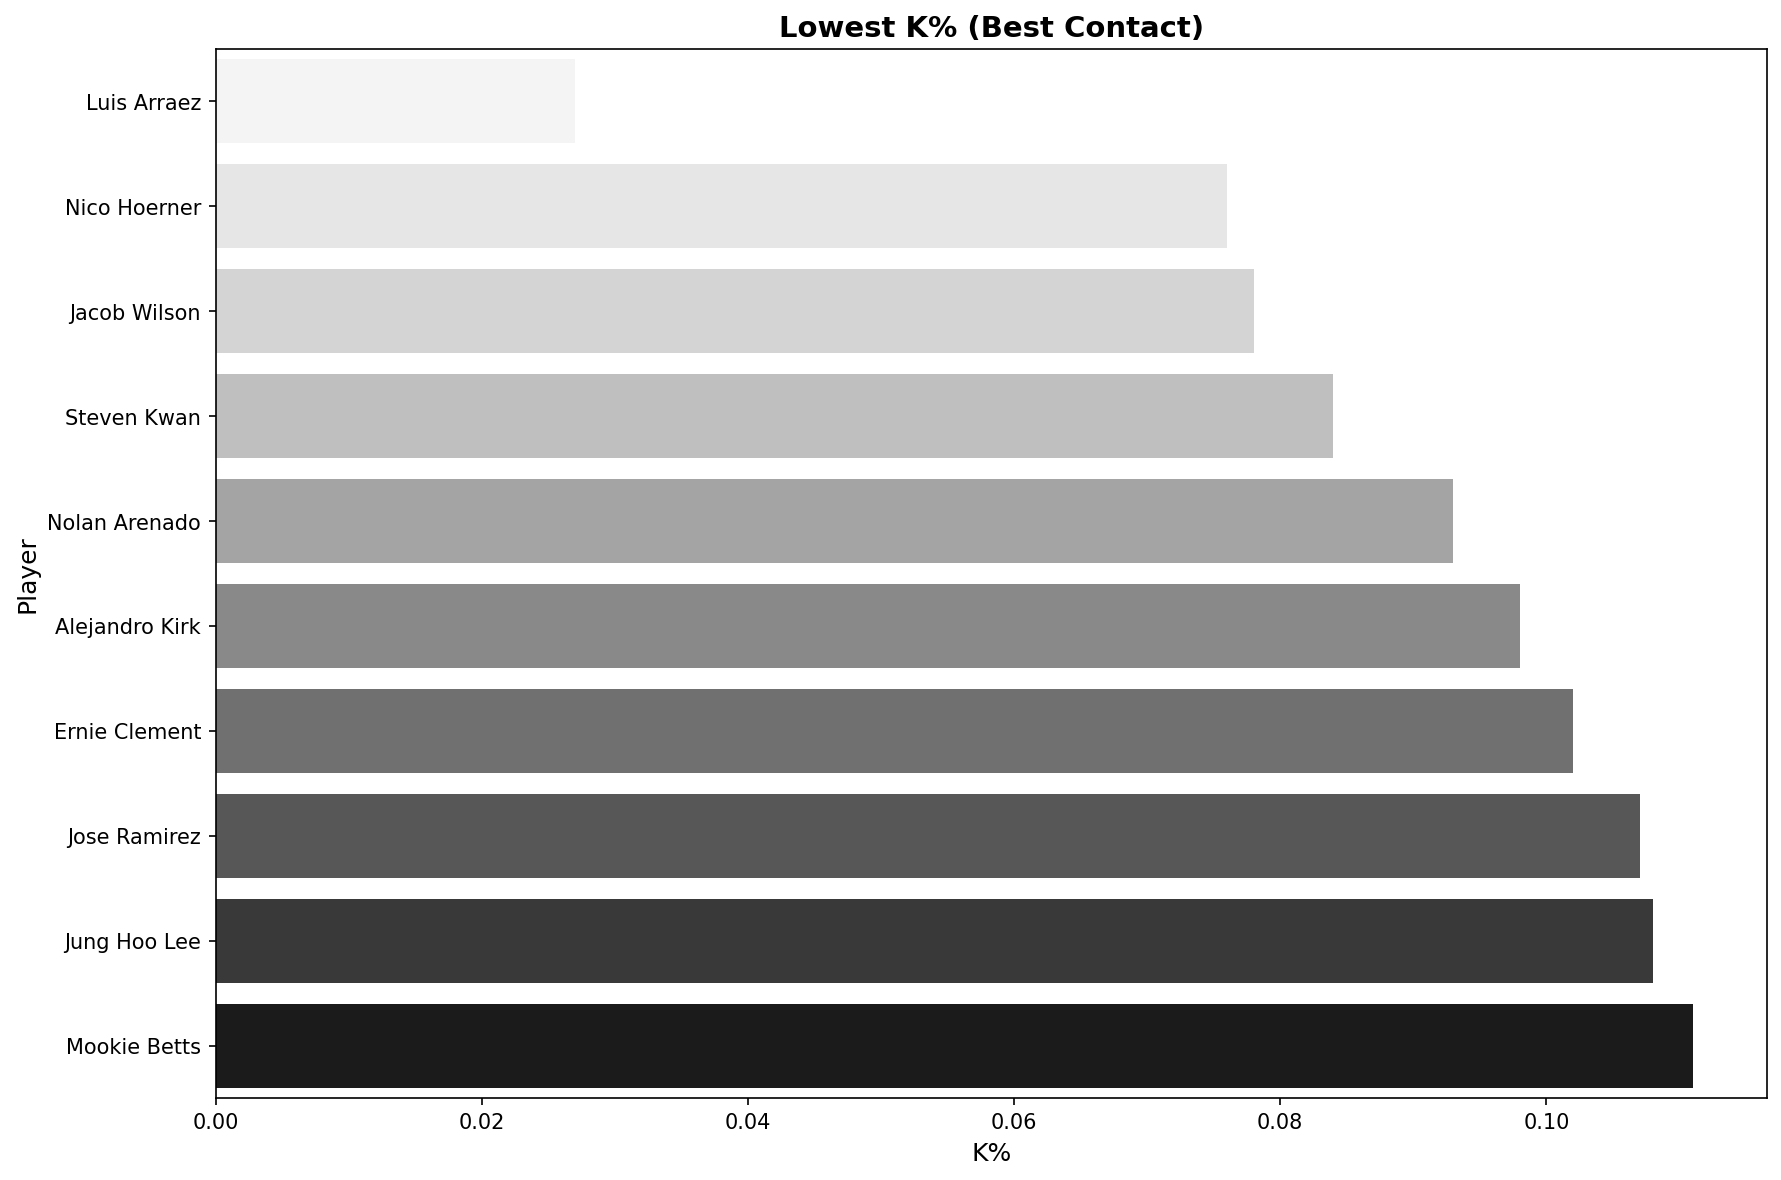 Lowest K% (Best Contact)
Player
Luis Arraez
Nico Hoerner
Jacob Wilson
Steven Kwan
Nolan Arenado
Alejandro Kirk
Ernie Clement
Jose Ramirez
Jung Hoo Lee
Mookie Betts
0.00 0.02 0.04 0.06 0.08 0.10
K%